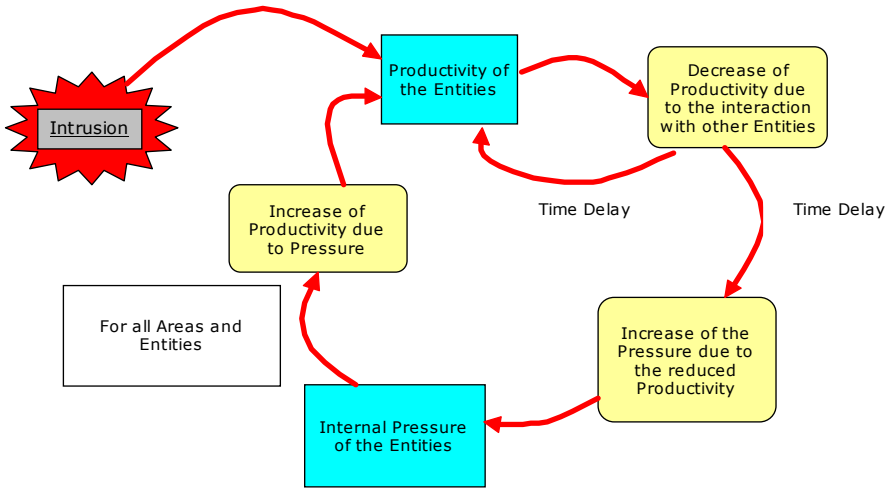 Productivity of
the Entities
Decrease of
Productivity due
to the interaction
with other Entities
Intrusion
Time Delay
Time Delay
Increase of
Productivity due
to Pressure
For all Areas and
Entities
Increase of the
Pressure due to
the reduced
Productivity
Internal Pressure
of the Entities